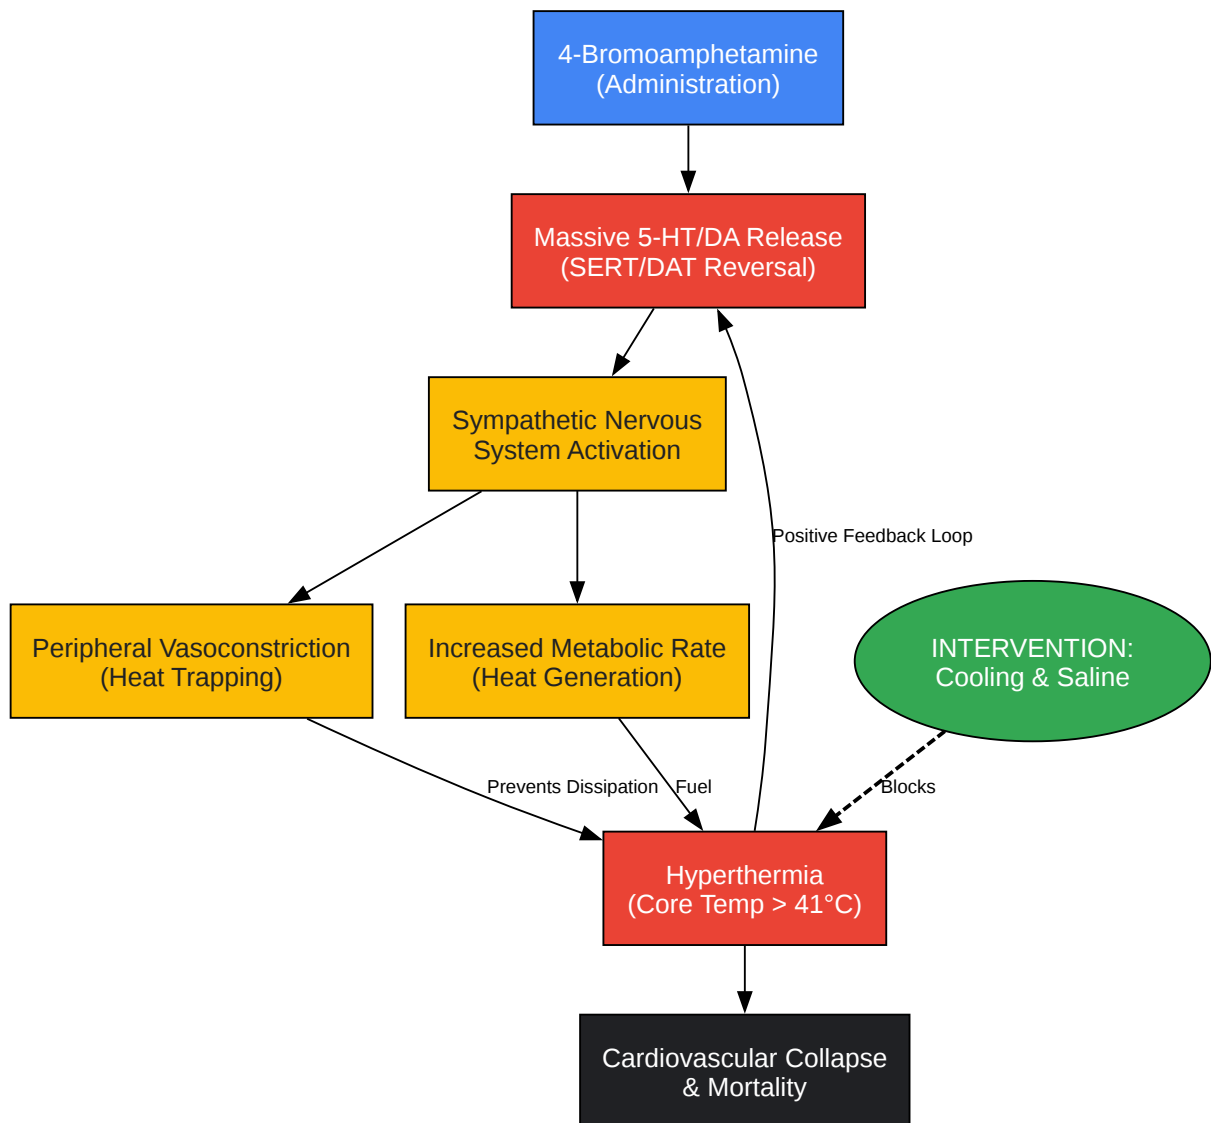 4-Bromoamphetamine
(Administration)
Massive 5-HT/DA Release
(SERT/DAT Reversal)
Sympathetic Nervous
System Activation
Positive Feedback Loop
Peripheral Vasoconstriction
(Heat Trapping)
Increased Metabolic Rate
(Heat Generation)
INTERVENTION:
Cooling & Saline
Prevents Dissipation
Fuel
Blocks
Hyperthermia
(Core Temp > 41°C)
Cardiovascular Collapse
& Mortality